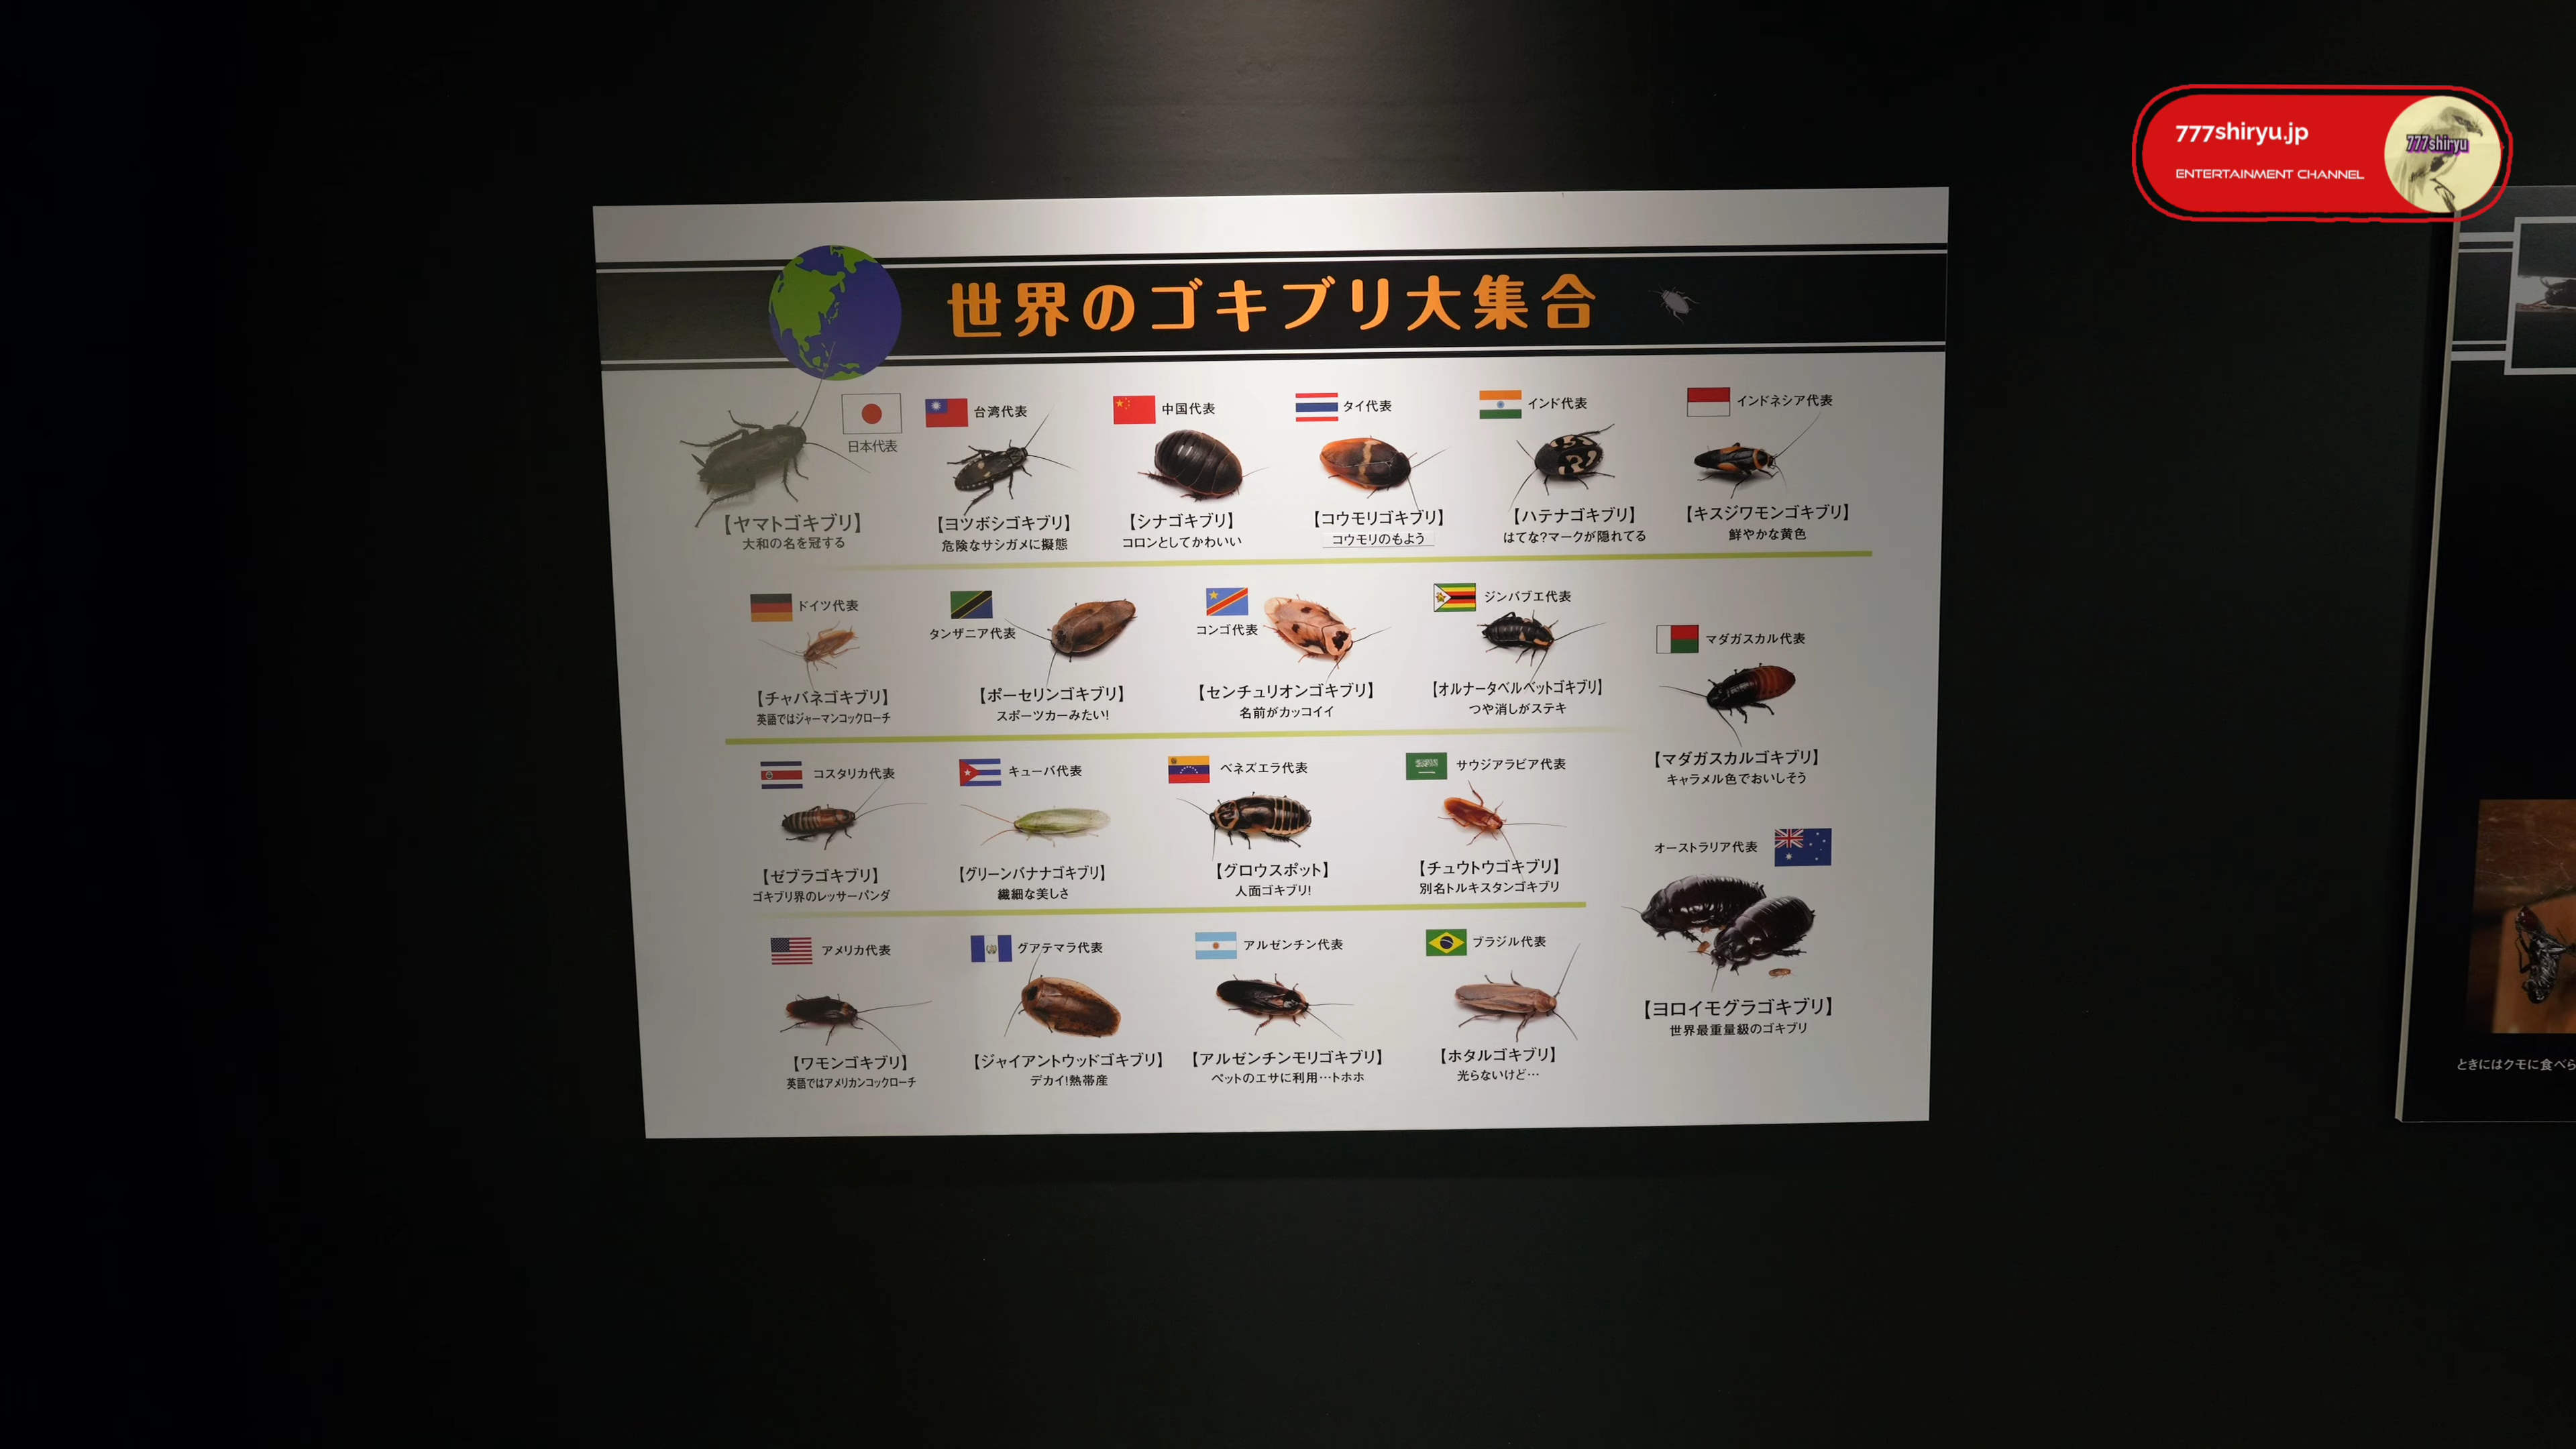 777shiryu.jp
ENTERTAINMENT CHANNEL
777shiryu
世界のゴキブリ大集合
日本代表
【ヤマトゴキブリ】
大和の名を冠する
台湾代表
【ヨツボシゴキブリ】
危険なサシガメに擬態
中国代表
【シナゴキブリ】
コロンとしてかわいい
タイ代表
【コウモリゴキブリ】
コウモリのもよう
インド代表
【ハテナゴキブリ】
はてな?マークが隠れてる
インドネシア代表
【キスジワモンゴキブリ】
鮮やかな黄色
ドイツ代表
【チャバネゴキブリ】
英語ではジャーマンコックローチ
タンザニア代表
【ポーセリンゴキブリ】
スポーツカーみたい!
コンゴ代表
【センチュリオンゴキブリ】
名前がカッコイイ
ジンバブエ代表
【オルナータベルベットゴキブリ】
つや消しがステキ
マダガスカル代表
【マダガスカルゴキブリ】
キャラメル色でおいしそう
コスタリカ代表
【ゼブラゴキブリ】
ゴキブリ界のレッサーパンダ
キューバ代表
【グリーンバナナゴキブリ】
繊細な美しさ
ベネズエラ代表
【グロウスポット】
人面ゴキブリ!
サウジアラビア代表
【チュウトウゴキブリ】
別名トルキスタンゴキブリ
オーストラリア代表
【ヨロイモグラゴキブリ】
世界最重量級のゴキブリ
アメリカ代表
【ワモンゴキブリ】
英語ではアメリカンコックローチ
グアテマラ代表
【ジャイアントウッドゴキブリ】
デカイ!熱帯産
アルゼンチン代表
【アルゼンチンモリゴキブリ】
ペットのエサに利用…トホホ
ブラジル代表
【ホタルゴキブリ】
光らないけど…
ときにはクモに食べら